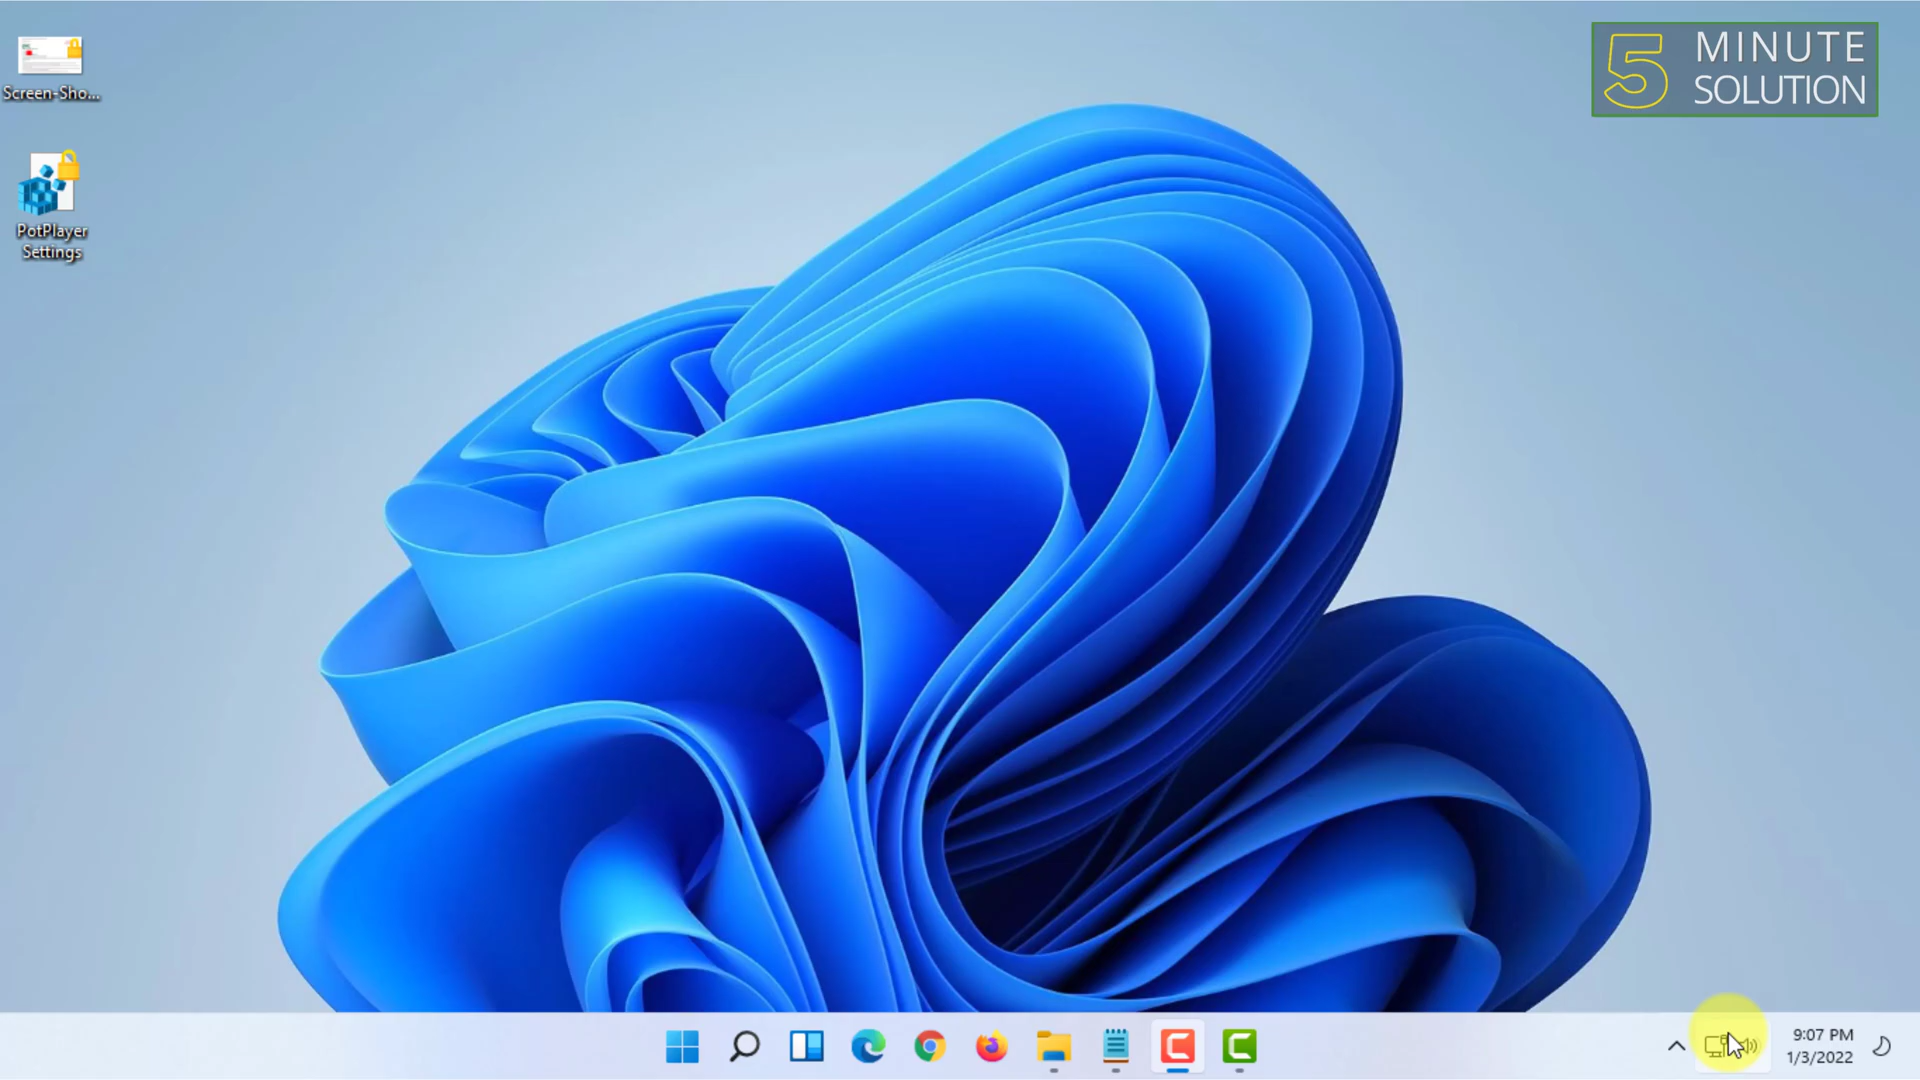 5 MINUTE
SOLUTION
Screen-Sho...
PotPlayer
Settings
9:07 PM
1/3/2022